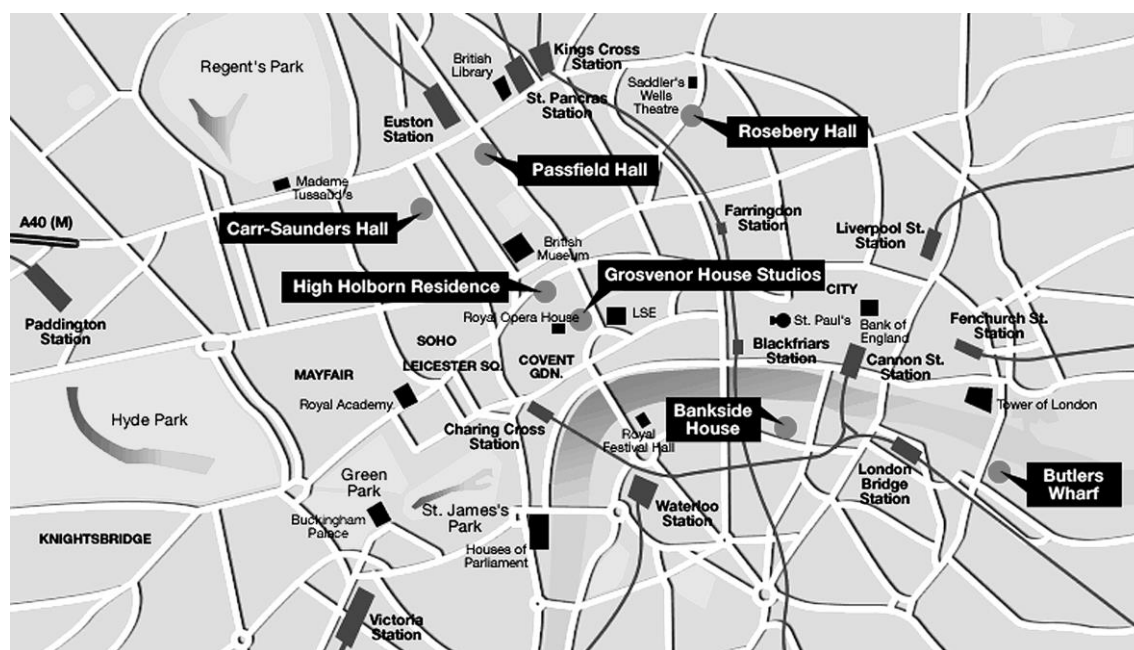 Regent's Park
British
Library
Kings Cross
Station
St. Pancras
Station
Saddler's
Wells
Theatre
Euston
Station
Rosebery Hall
Passfield Hall
Madame
Tussaud's
A40 (M)
Carr-Saunders Hall
Farringdon
Station
Liverpool St.
Station
British
Museum
High Holborn Residence
Grosvenor House Studios
CITY
Paddington
Station
Royal Opera House
LSE
St. Paul's
Bank of
England
Fenchurch St.
Station
SOHO
LEICESTER SQ.
COVENT
GDN.
Blackfriars
Station
Cannon St.
Station
MAYFAIR
Royal Academy
Hyde Park
Charing Cross
Station
Royal
Festival Hall
Bankside
House
Tower of London
Green
Park
St. James's
Park
London
Bridge
Station
Butlers
Wharf
Buckingham
Palace
Waterloo
Station
KNIGHTSBRIDGE
Houses of
Parliament
Victoria
Station